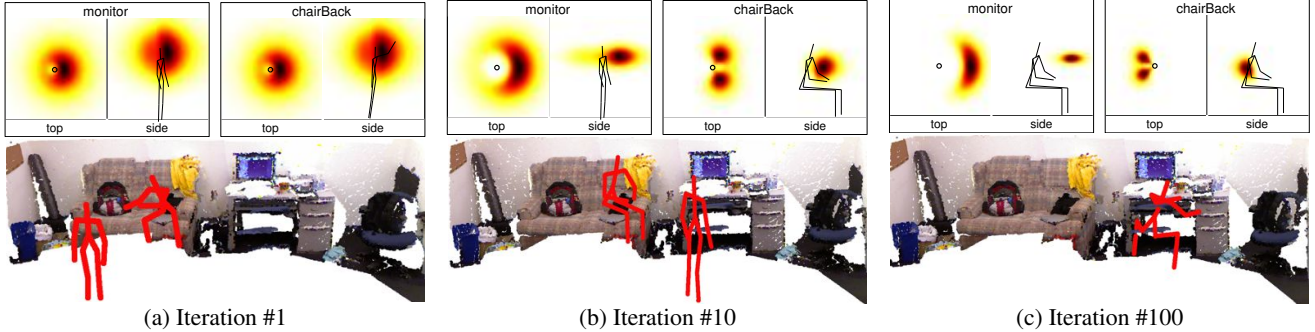 monitor chairBack
top side top side
monitor chairBack
top side top side
monitor chairBack
top side top side
(a) Iteration #1
(b) Iteration #10
(c) Iteration #100